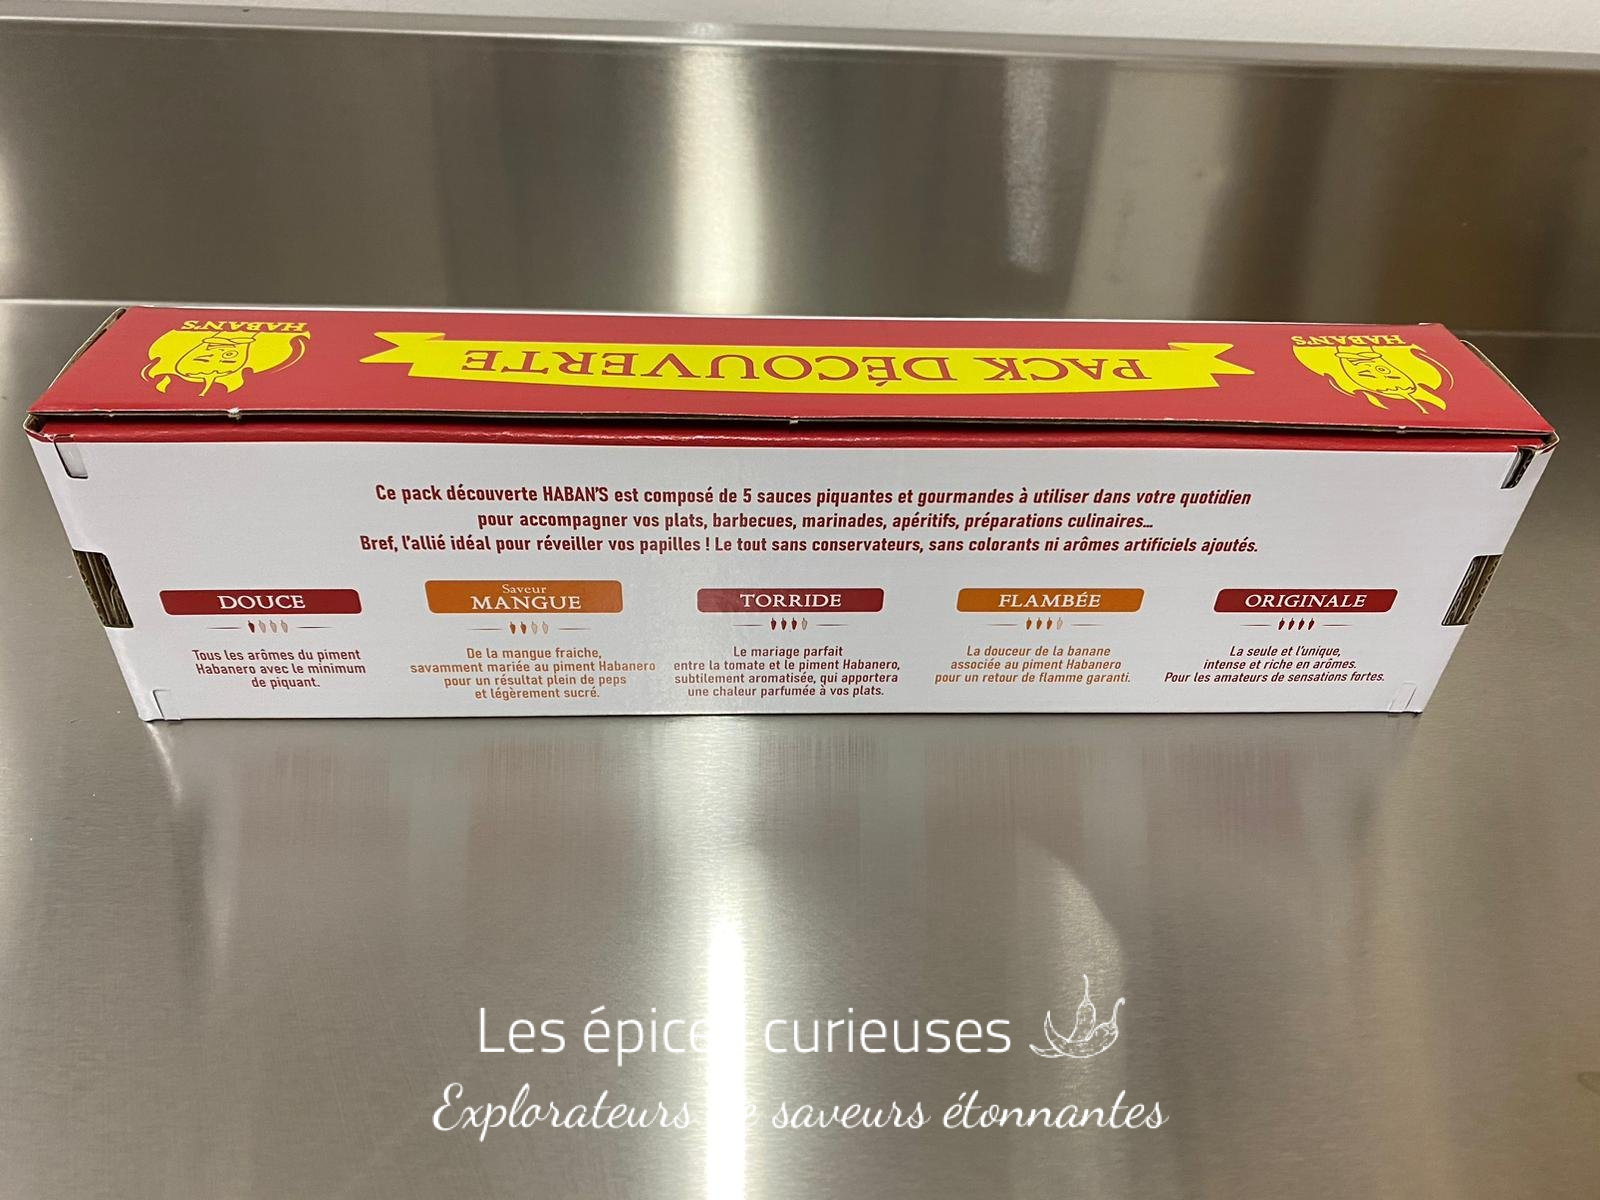 HABAN'S
PACK DÉCOUVERTE
HABAN'S
Ce pack découverte HABAN'S est composé de 5 sauces piquantes et gourmandes à utiliser dans votre quotidien
pour accompagner vos plats, barbecues, marinades, apéritifs, préparations culinaires...
Bref, l'allié idéal pour réveiller vos papilles ! Le tout sans conservateurs, sans colorants ni arômes artificiels ajoutés.
DOUCE
Tous les arômes du piment
Habanero avec le minimum
de piquant.
Saveur
MANGUE
De la mangue fraiche,
savamment mariée au piment Habanero
pour un résultat plein de peps
et légèrement sucré.
TORRIDE
Le mariage parfait
entre la tomate et le piment Habanero,
subtilement aromatisée, qui apportera
une chaleur parfumée à vos plats.
FLAMBÉE
La douceur de la banane
associée au piment Habanero
pour un retour de flamme garanti.
ORIGINALE
La seule et l'unique,
intense et riche en arômes.
Pour les amateurs de sensations fortes.
Les épices curieuses
Explorateurs de saveurs étonnantes